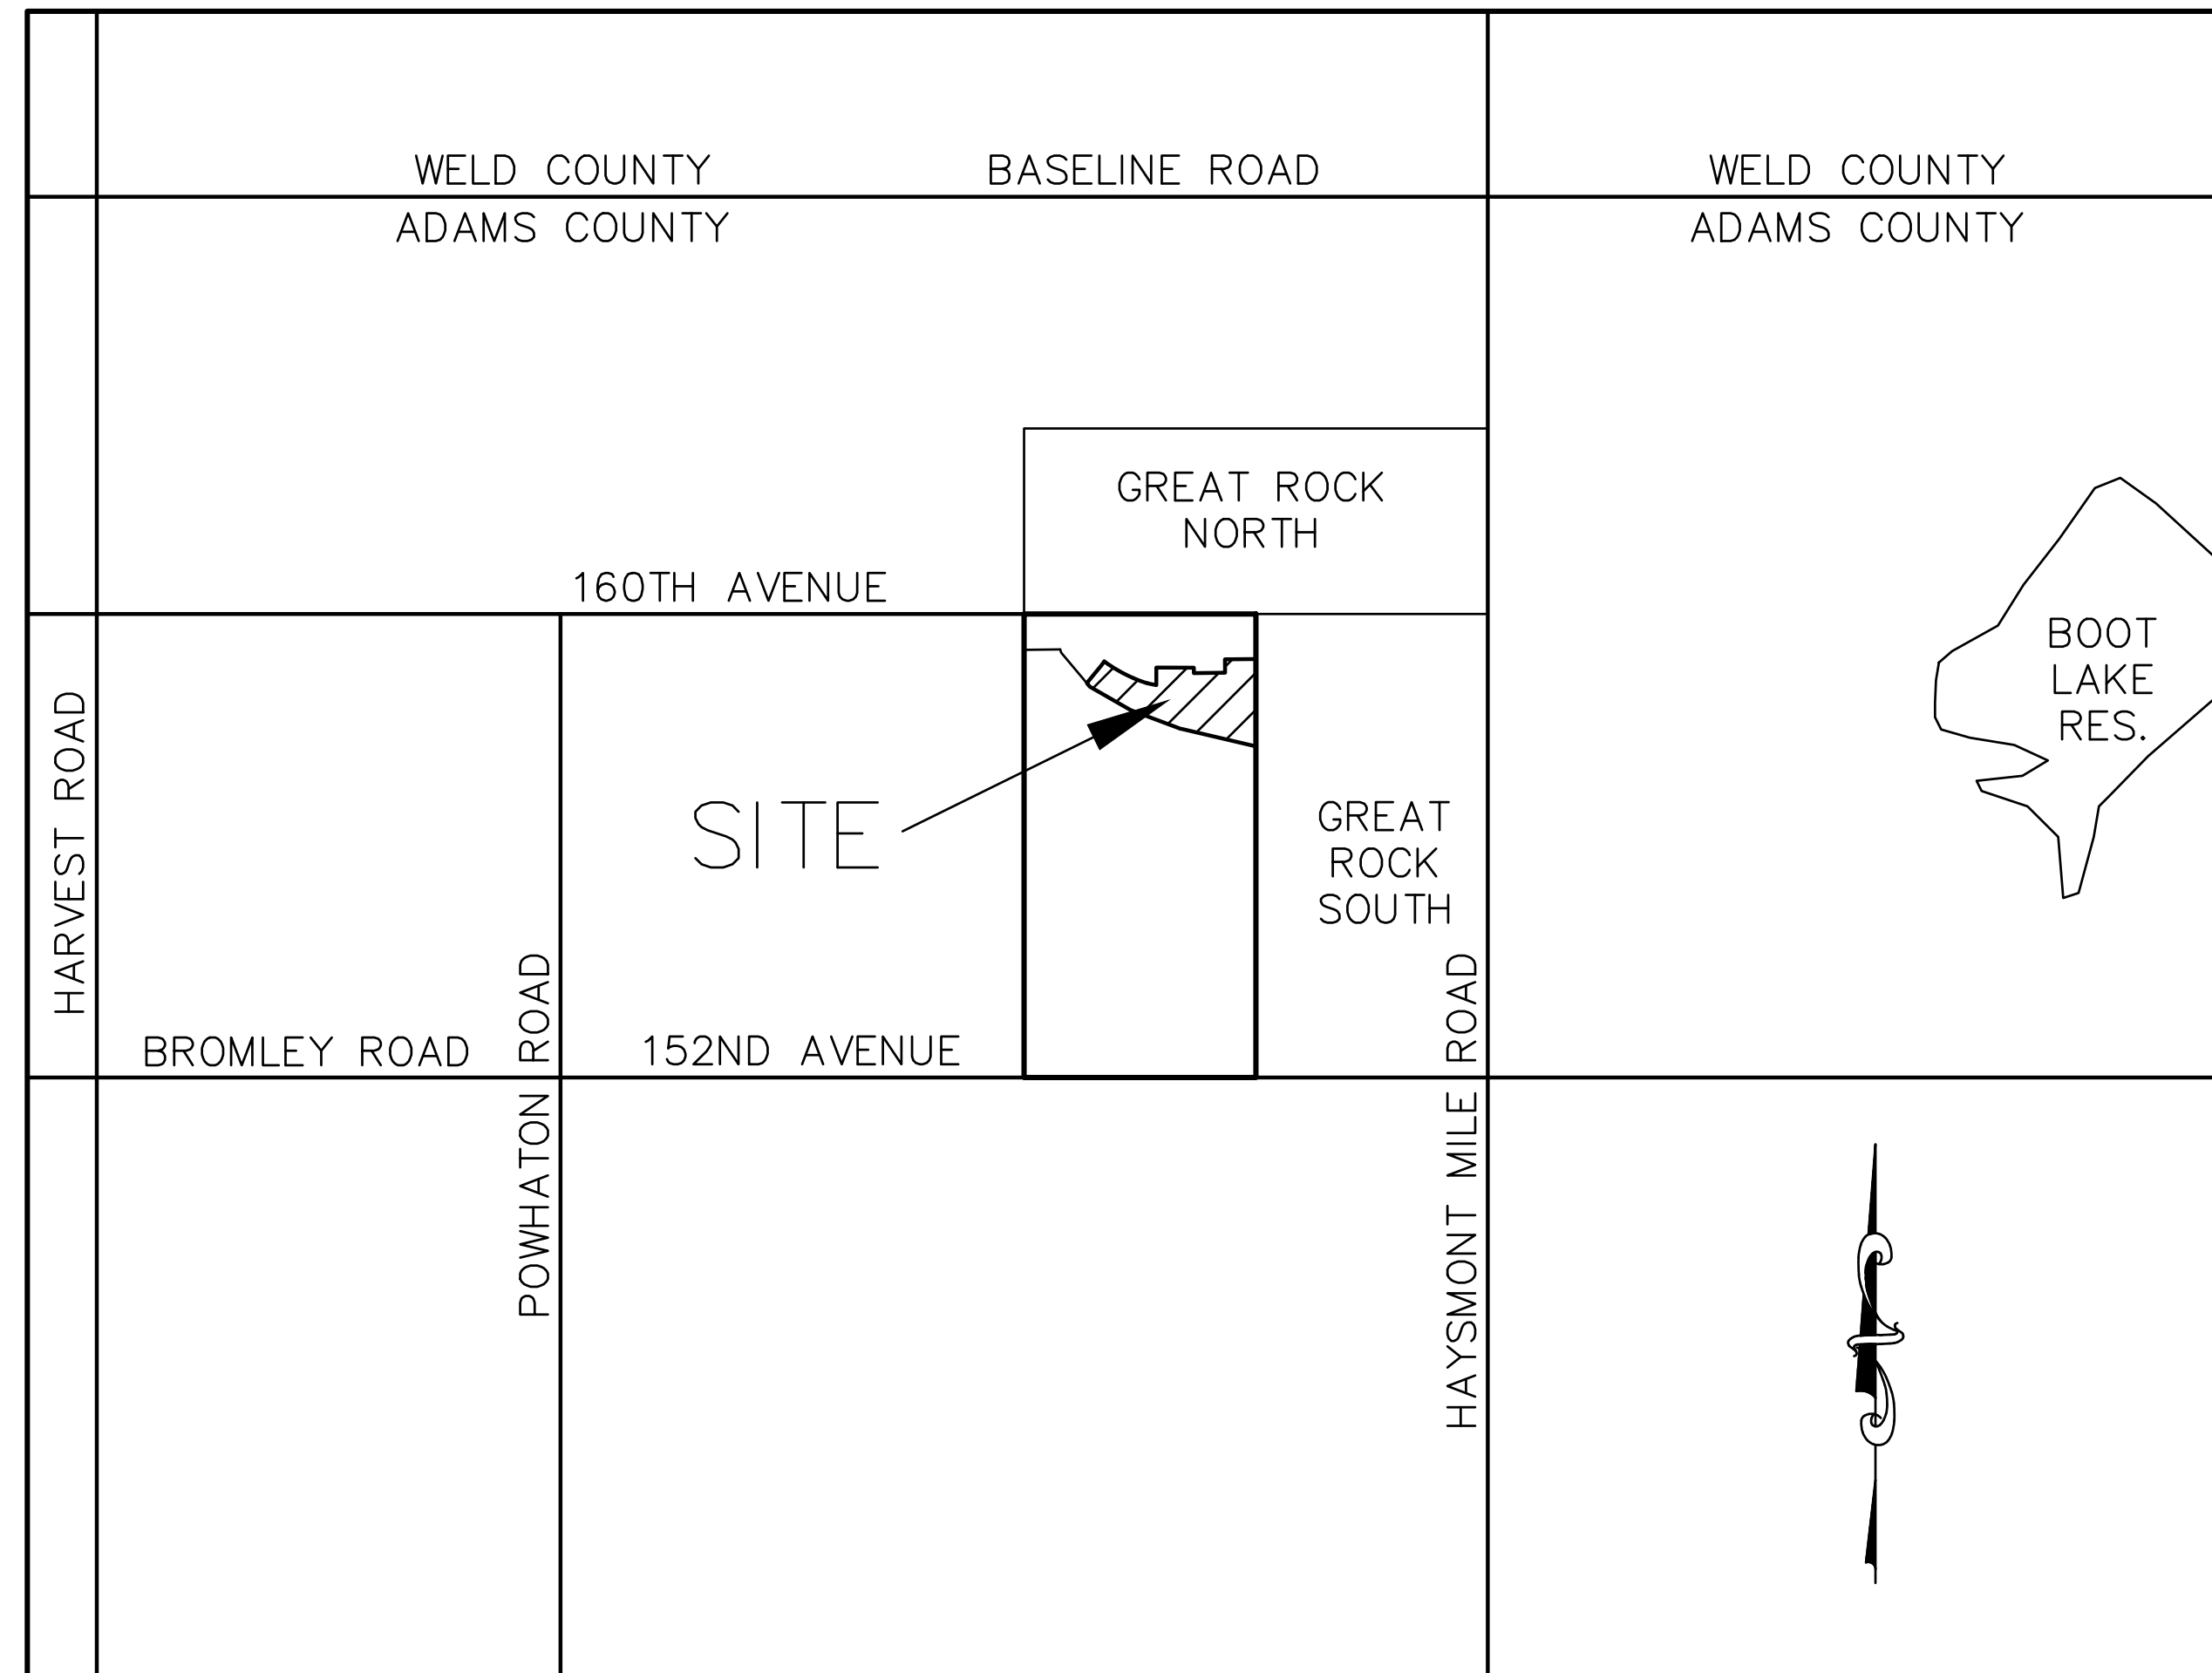 WELD COUNTY
BASELINE ROAD
WELD COUNTY
ADAMS COUNTY
ADAMS COUNTY
GREAT ROCK
NORTH
160TH AVENUE
BOOT
LAKE
RES.
HARVEST ROAD
SITE
GREAT
ROCK
SOUTH
BROMLEY ROAD
POWHATON ROAD
152ND AVENUE
HAYSMONT MILE ROAD